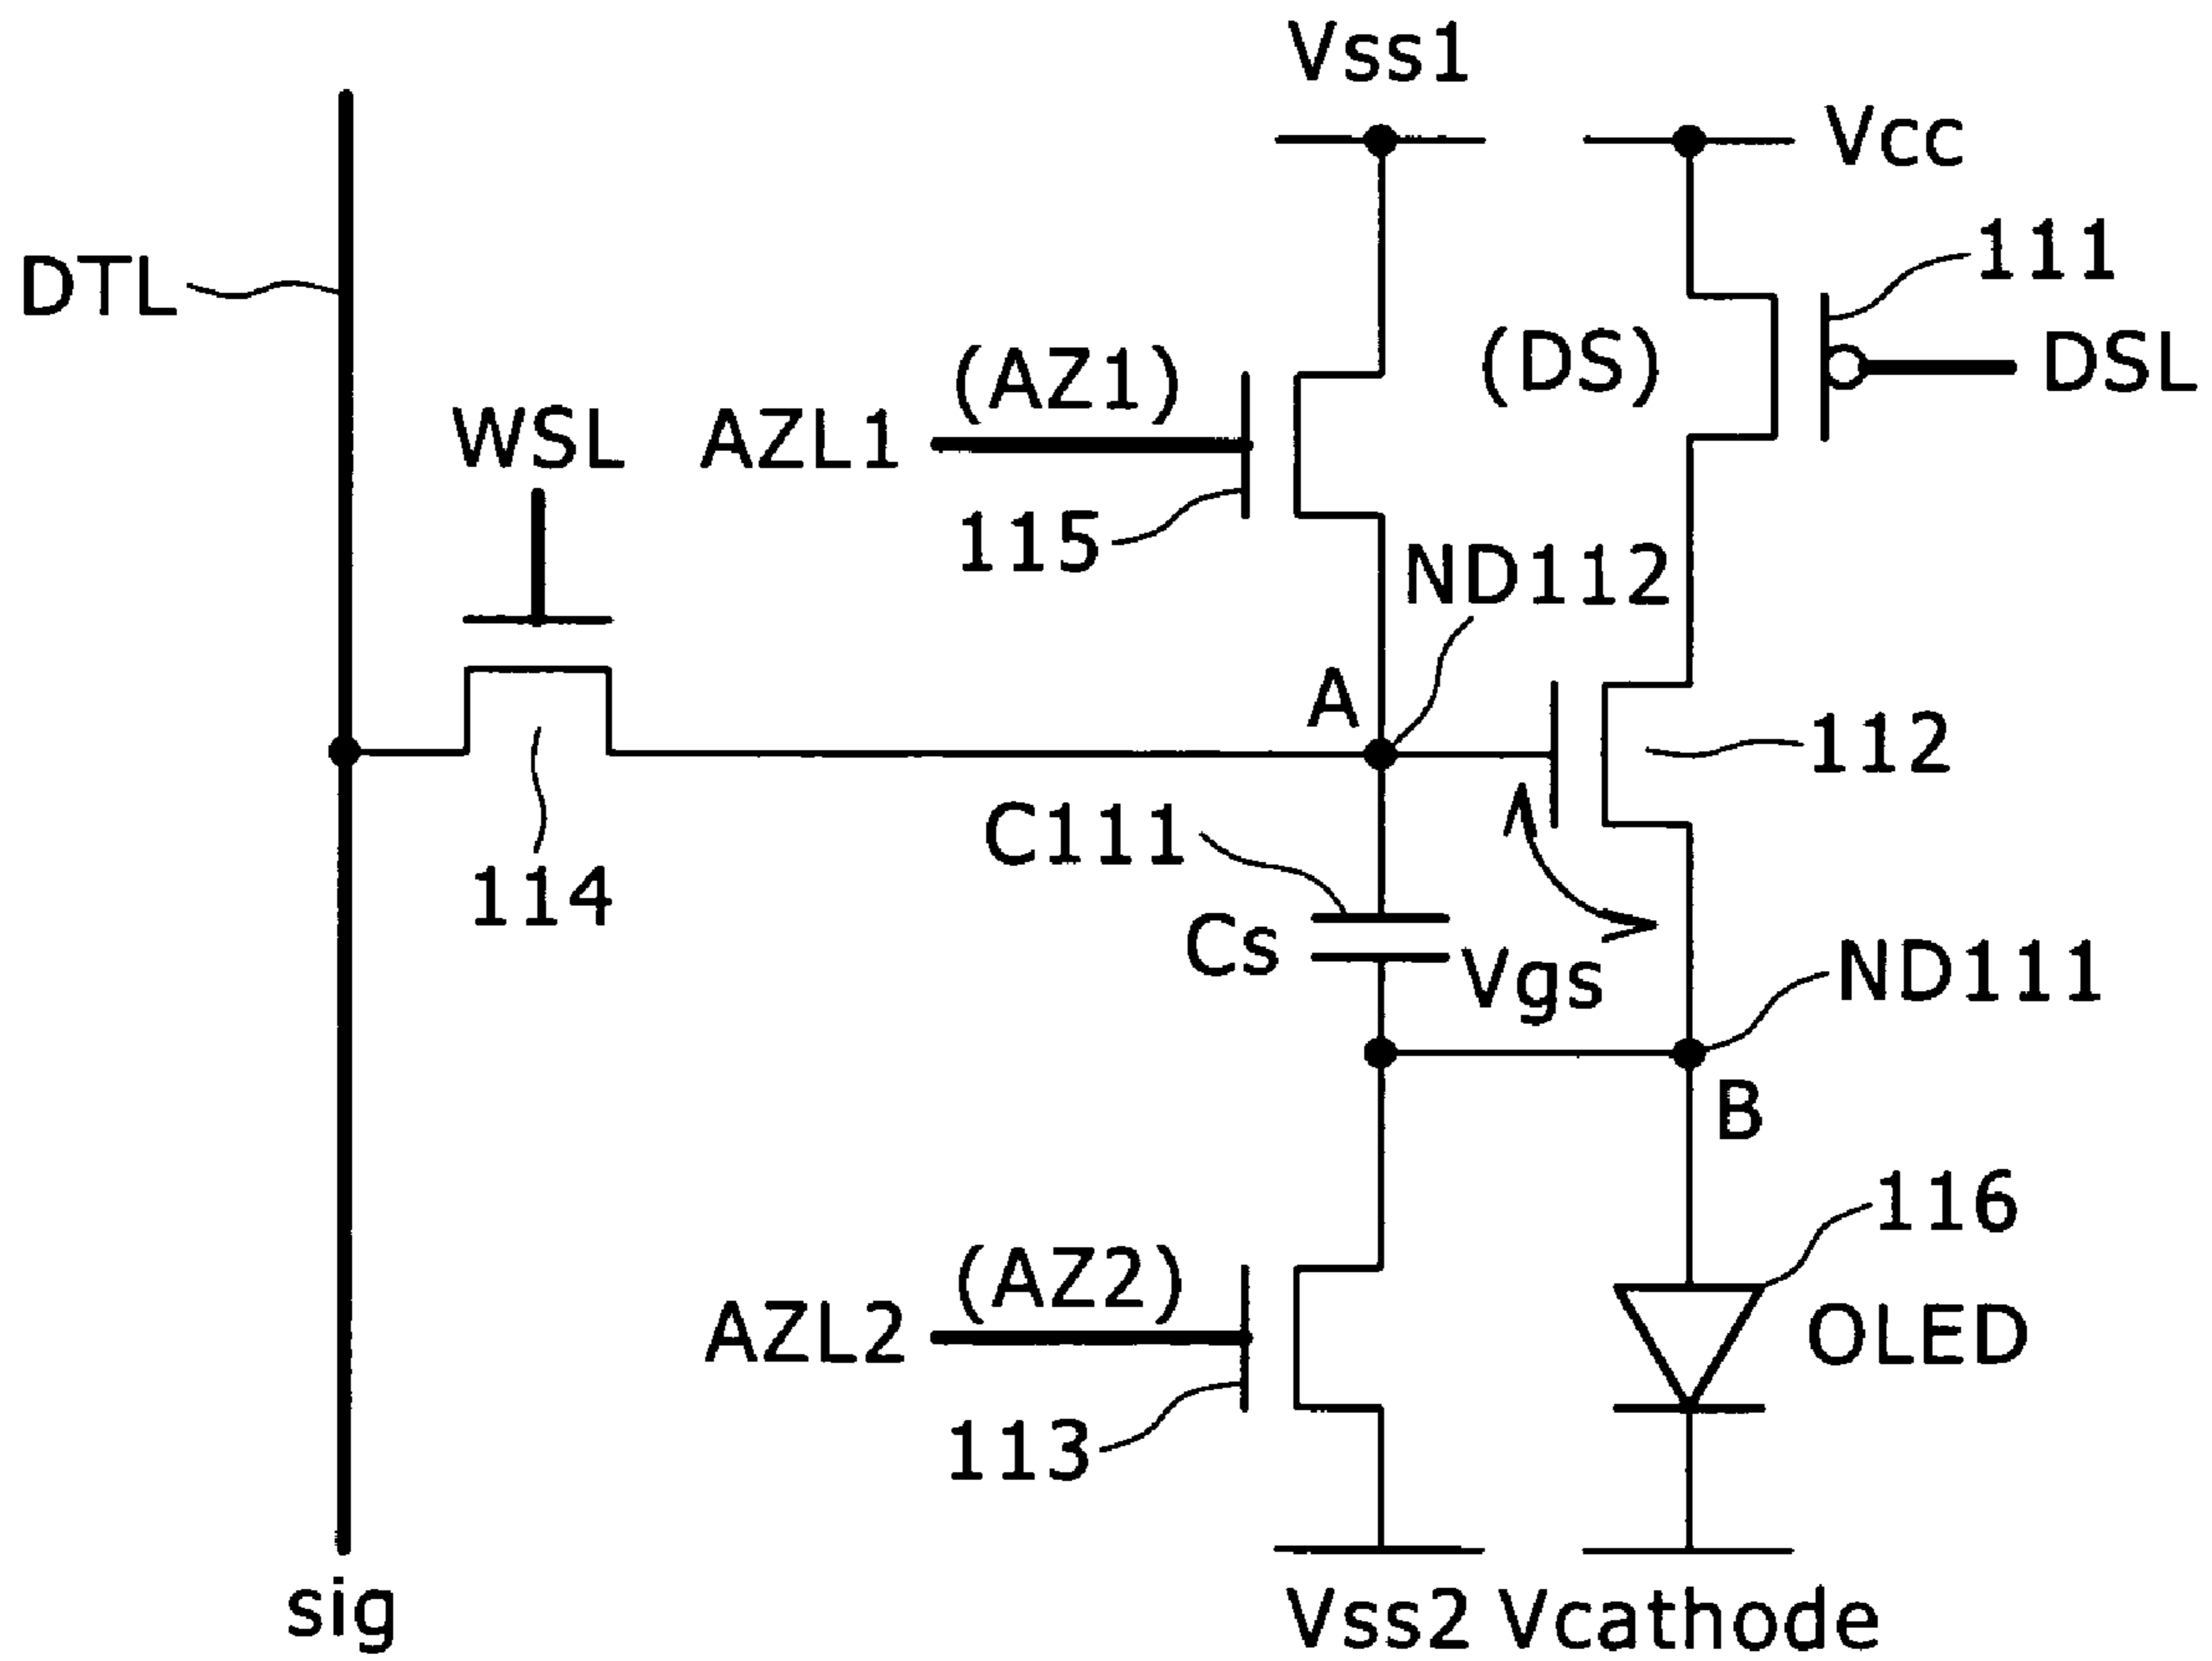 Vss1
Vcc
111
DTL
(AZ1)
(DS)
DSL
WSL
AZL1
115
ND112
A
112
C111
114
Cs
Vgs
ND111
B
116
(AZ2)
AZL2
OLED
113
sig
Vss2
Vcathode